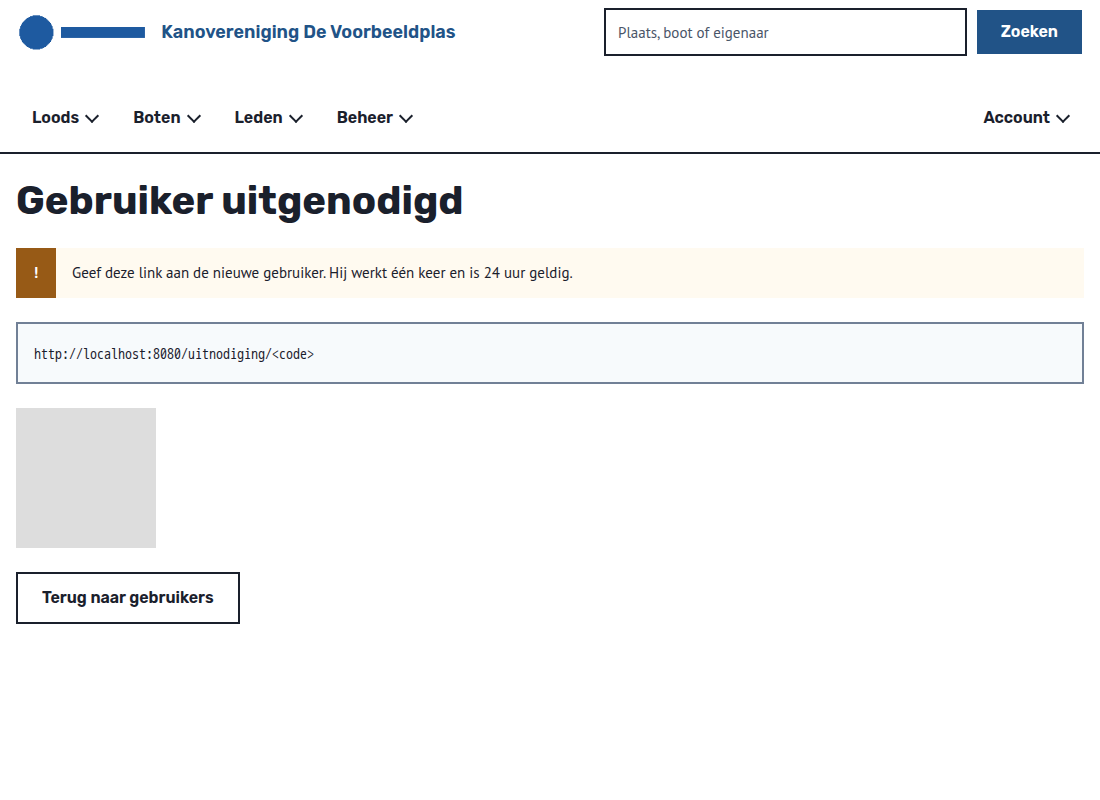 Kanovereniging De Voorbeeldplas
Plaats, boot of eigenaar
Zoeken
Loods
Boten
Leden
Beheer
Account
Gebruiker uitgenodigd
!
Geef deze link aan de nieuwe gebruiker. Hij werkt één keer en is 24 uur geldig.
http://localhost:8080/uitnodiging/<code>
Terug naar gebruikers